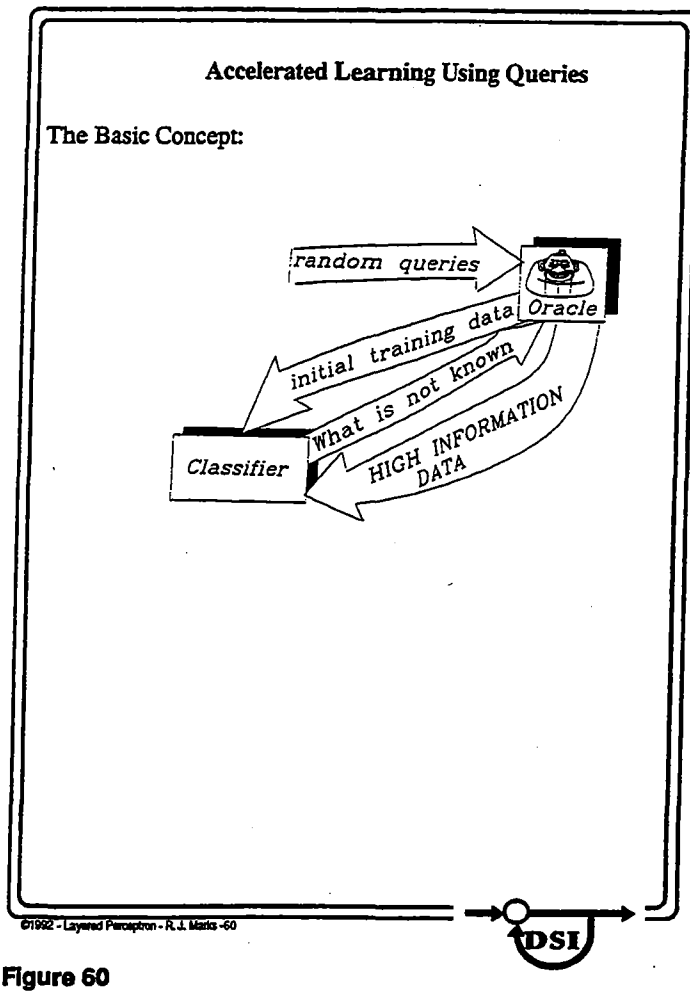 Accelerated Learning Using Queries
The Basic Concept:
random queries
Oracle
initial training data
What is not known
HIGH INFORMATION
DATA
Classifier
©1992 - Layered Perceptron - R. J. Marks -60
DSI
Figure 60